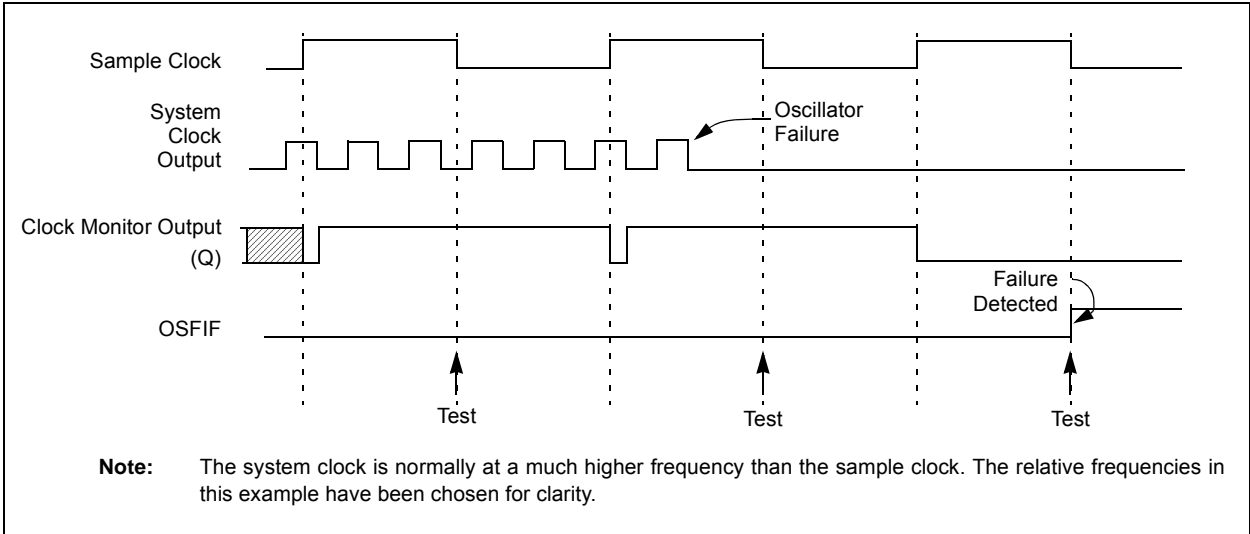 Sample Clock
System
Clock
Output
Oscillator
Failure
Clock Monitor Output
(Q)
Failure
Detected
OSFIF
Test
Test
Test
Note: The system clock is normally at a much higher frequency than the sample clock. The relative frequencies in
this example have been chosen for clarity.